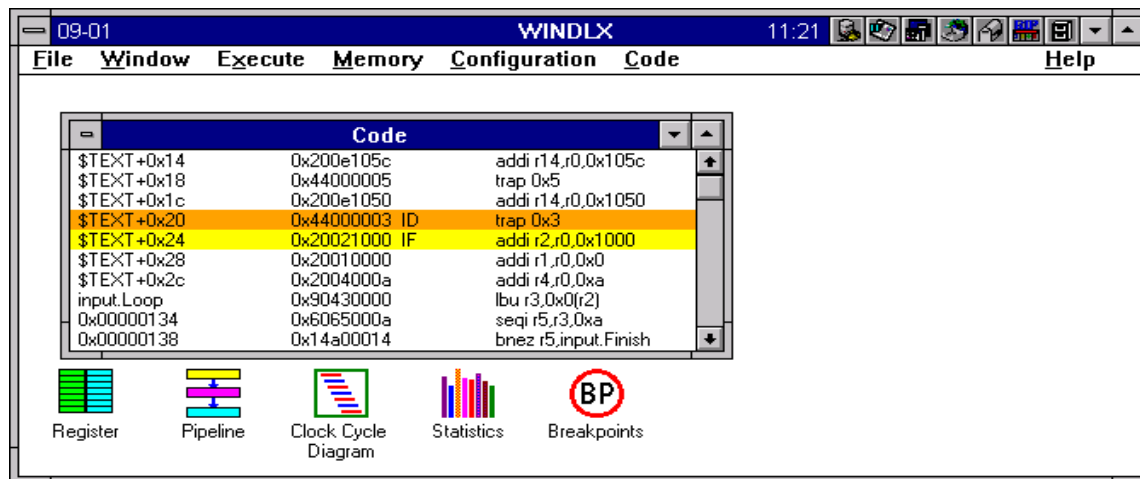 09-01 WINDLX 11:21
File Window Execute Memory Configuration Code Help
Code
$TEXT+0x14 0x200e105c addi r14,r0,0x105c
$TEXT+0x18 0x44000005 trap 0x5
$TEXT+0x1c 0x200e1050 addi r14,r0,0x1050
$TEXT+0x20 0x44000003 ID trap 0x3
$TEXT+0x24 0x20021000 IF addi r2,r0,0x1000
$TEXT+0x28 0x20010000 addi r1,r0,0x0
$TEXT+0x2c 0x2004000a addi r4,r0,0xa
input.Loop 0x90430000 lbu r3,0x0(r2)
0x00000134 0x6065000a seqi r5,r3,0xa
0x00000138 0x14a00014 bnez r5,input.Finish
BP
Register Pipeline Clock Cycle Statistics Breakpoints
Diagram